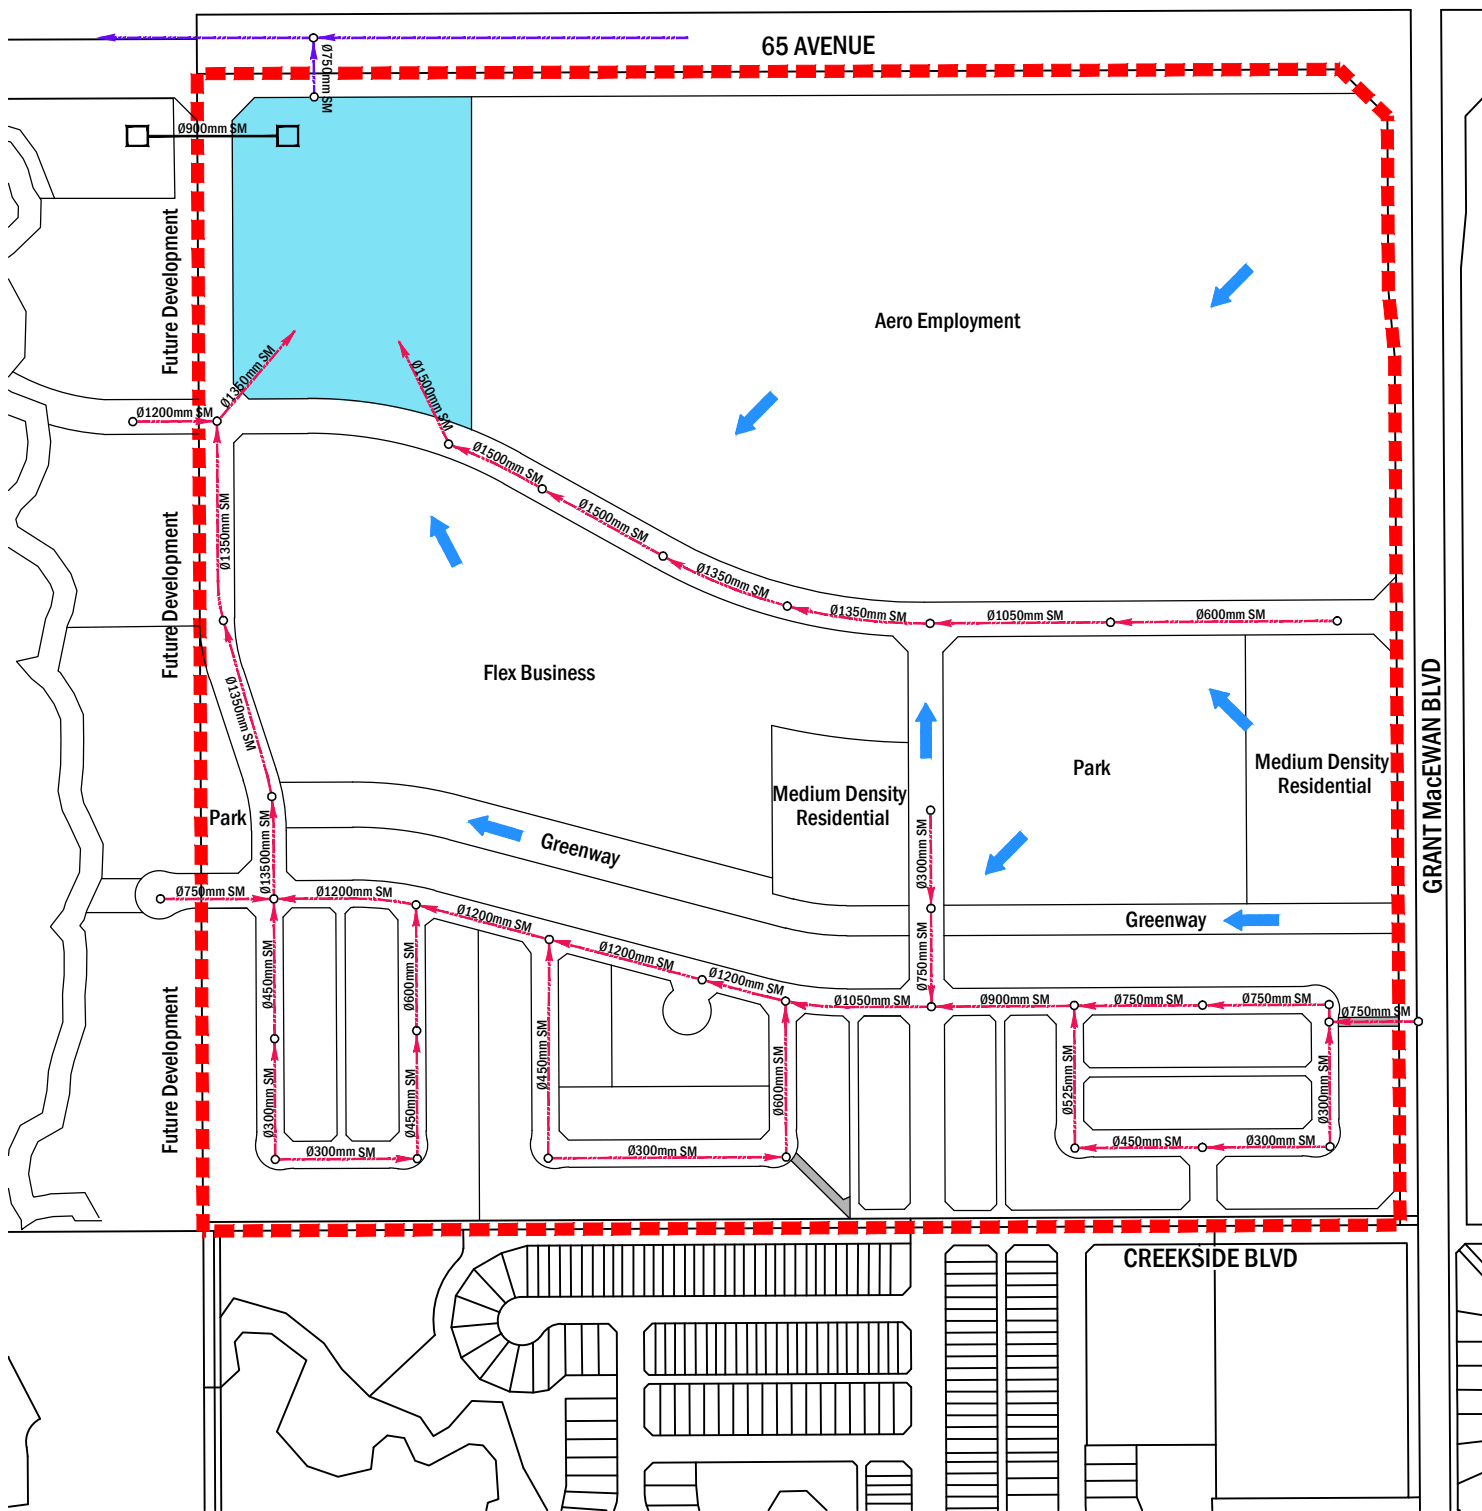 65 AVENUE
Ø750mm SM
Ø900mm SM
Future Development
Aero Employment
Ø1350mm SM
Ø1500mm SM
Ø1200mm SM
Ø1500mm SM
Ø1500mm SM
Ø1350mm SM
Future Development
Ø1350mm SM
Ø1350mm SM
Ø1050mm SM
Ø600mm SM
Flex Business
Ø1350mm SM
GRANT MacEWAN BLVD
Park
Medium Density
Residential
Medium Density
Residential
Park
Greenway
Ø13500mm SM
Ø300mm SM
Ø750mm SM
Ø1200mm SM
Ø1200mm SM
Greenway
Ø450mm SM
Ø600mm SM
Ø1200mm SM
Ø1200mm SM
Ø750mm SM
Ø1050mm SM
Ø900mm SM
Ø750mm SM
Ø750mm SM
Ø750mm SM
Future Development
Ø300mm SM
Ø450mm SM
Ø450mm SM
Ø600mm SM
Ø525mm SM
Ø300mm SM
Ø300mm SM
Ø300mm SM
Ø450mm SM
Ø300mm SM
CREEKSIDE BLVD